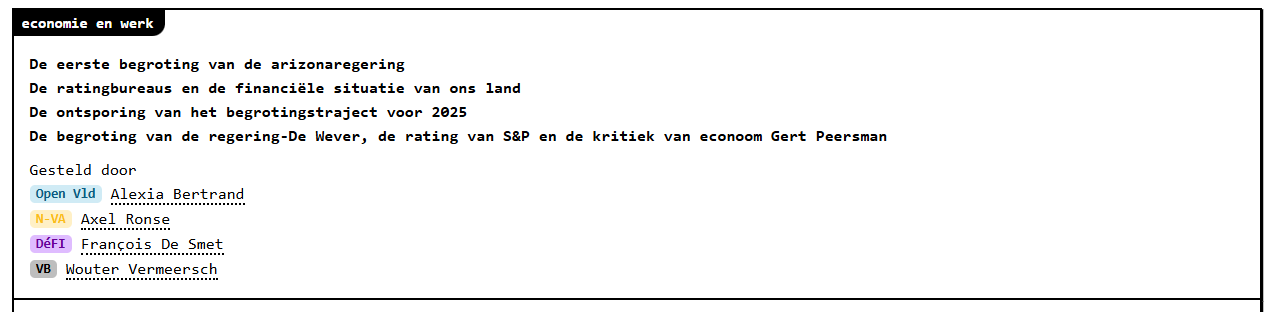 economie en werk
De eerste begroting van de arizonaregering
De ratingbureaus en de financiële situatie van ons land
De ontsporing van het begrotingstraject voor 2025
De begroting van de regering-De Wever, de rating van S&P en de kritiek van econoom Gert Peersman
Gesteld door
Open Vld Alexia Bertrand
N-VA Axel Ronse
DéFI François De Smet
VB Wouter Vermeersch